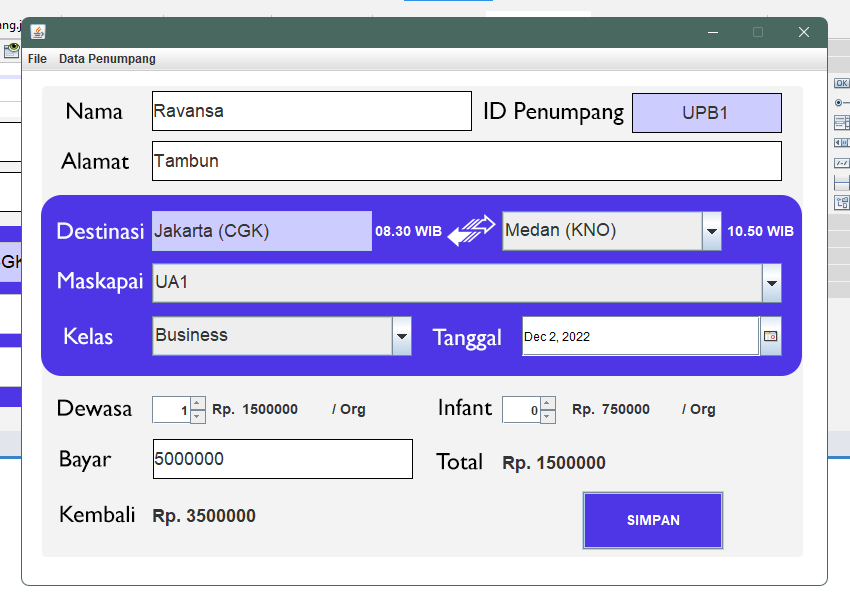 ang.j
File Data Penumpang
Nama Ravansa ID Penumpang UPB1
Alamat Tambun
Destinasi Jakarta (CGK) 08.30 WIB Medan (KNO) 10.50 WIB
GK
Maskapai UA1
Kelas Business Tanggal Dec 2, 2022
Dewasa 1 Rp. 1500000 / Org Infant 0 Rp. 750000 / Org
Bayar 5000000 Total Rp. 1500000
Kembali Rp. 3500000 SIMPAN
OK